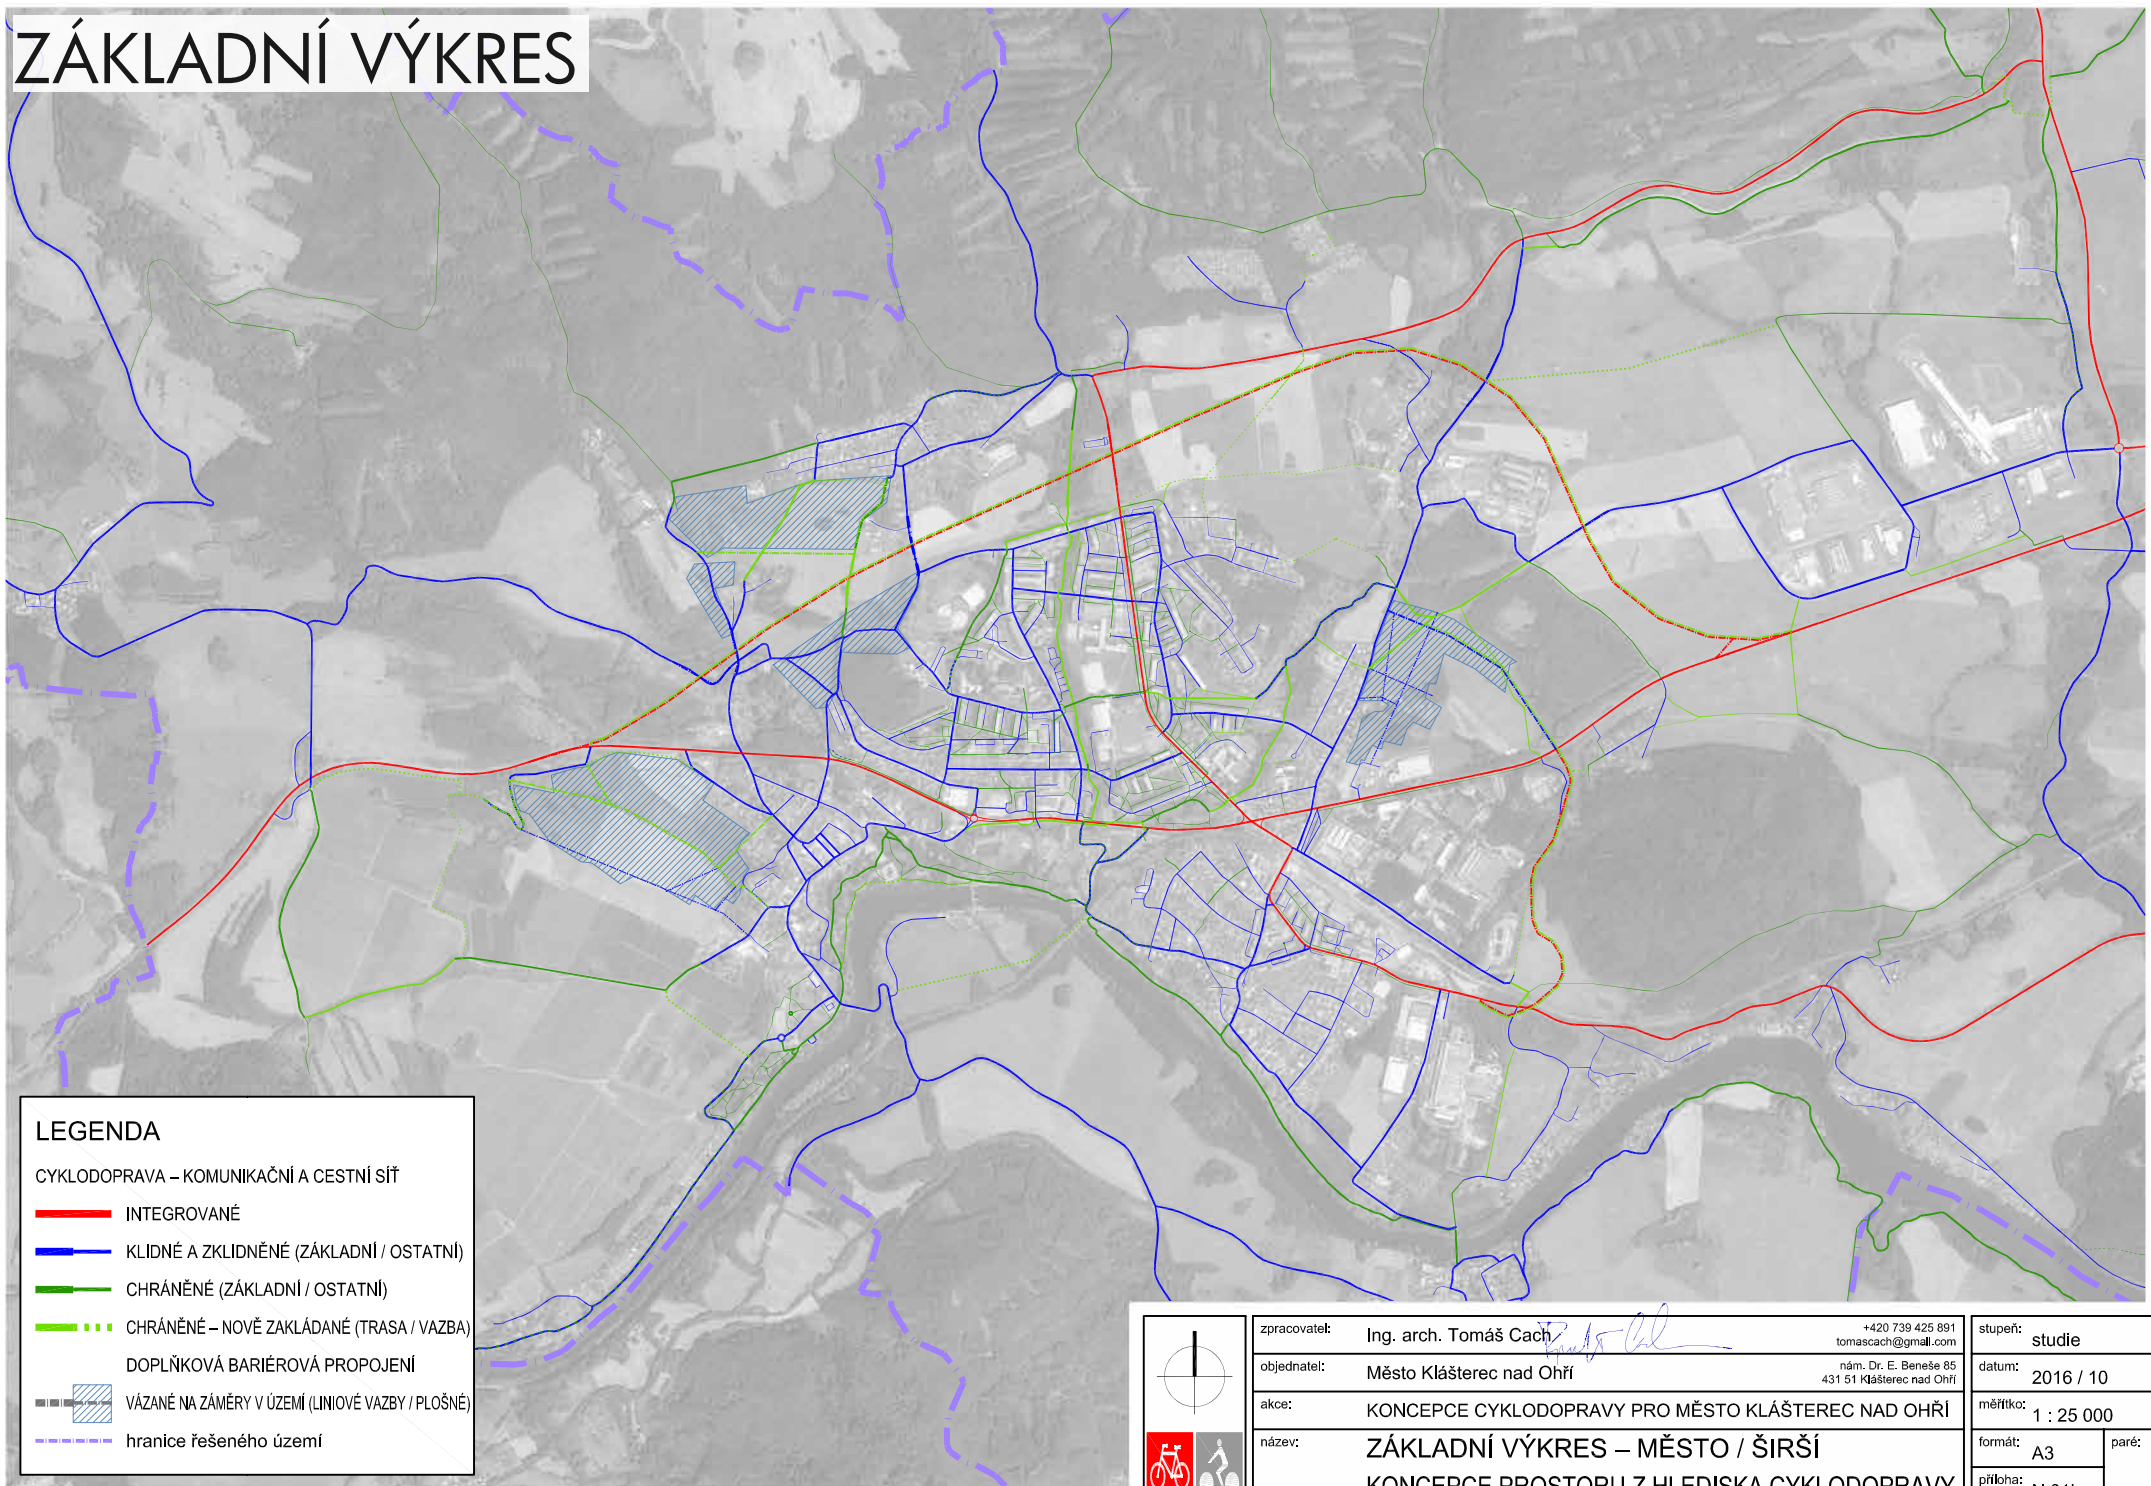 ZÁKLADNÍ VÝKRES
LEGENDA
CYKLODOPRAVA – KOMUNIKAČNÍ A CESTNÍ SÍŤ
INTEGROVANÉ
KLIDNÉ A ZKLIDNĚNÉ (ZÁKLADNÍ / OSTATNÍ)
CHRÁNĚNÉ (ZÁKLADNÍ / OSTATNÍ)
CHRÁNĚNÉ – NOVĚ ZAKLÁDANÉ (TRASA / VAZBA)
DOPLŇKOVÁ BARIÉROVÁ PROPOJENÍ
VÁZANÉ NA ZÁMĚRY V ÚZEMÍ (LINIOVÉ VAZBY / PLOŠNÉ)
hranice řešeného území
zpracovatel: Ing. arch. Tomáš Cach
+420 739 425 891
tomascach@gmail.com
objednatel: Město Klášterec nad Ohří
nám. Dr. E. Beneše 85
431 51 Klášterec nad Ohří
akce: KONCEPCE CYKLODOPRAVY PRO MĚSTO KLÁŠTEREC NAD OHŘÍ
název: ZÁKLADNÍ VÝKRES – MĚSTO / ŠIRŠÍ
KONCEPCE PROSTORU Z HLEDISKA CYKLODOPRAVY
stupeň: studie
datum: 2016 / 10
měřítko: 1 : 25 000
formát: A3
paré:
příloha: